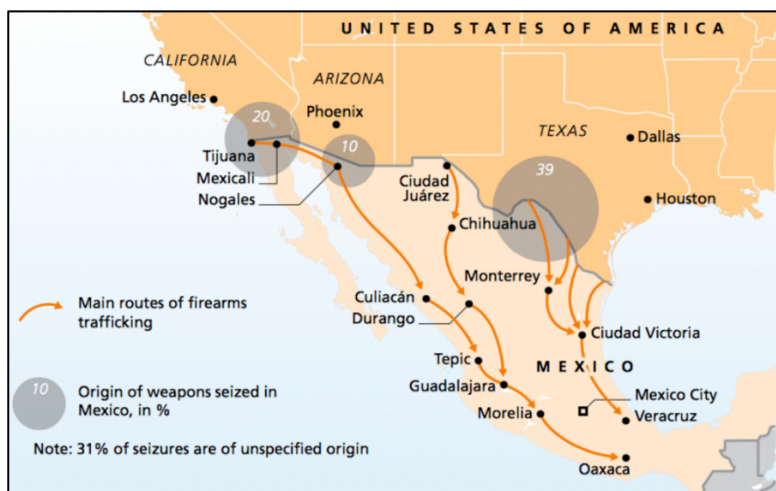 UNITED STATES OF AMERICA
CALIFORNIA
ARIZONA
Los Angeles
Phoenix
TEXAS
Dallas
20
10
39
Tijuana
Mexicali
Nogales
Ciudad
Juárez
Houston
Chihuahua
Monterrey
Culiacán
Durango
Main routes of firearms
trafficking
Ciudad Victoria
Tepic
MEXICO
Guadalajara
10
Origin of weapons seized in
Mexico, in %
Mexico City
Morelia
Veracruz
Note: 31% of seizures are of unspecified origin
Oaxaca